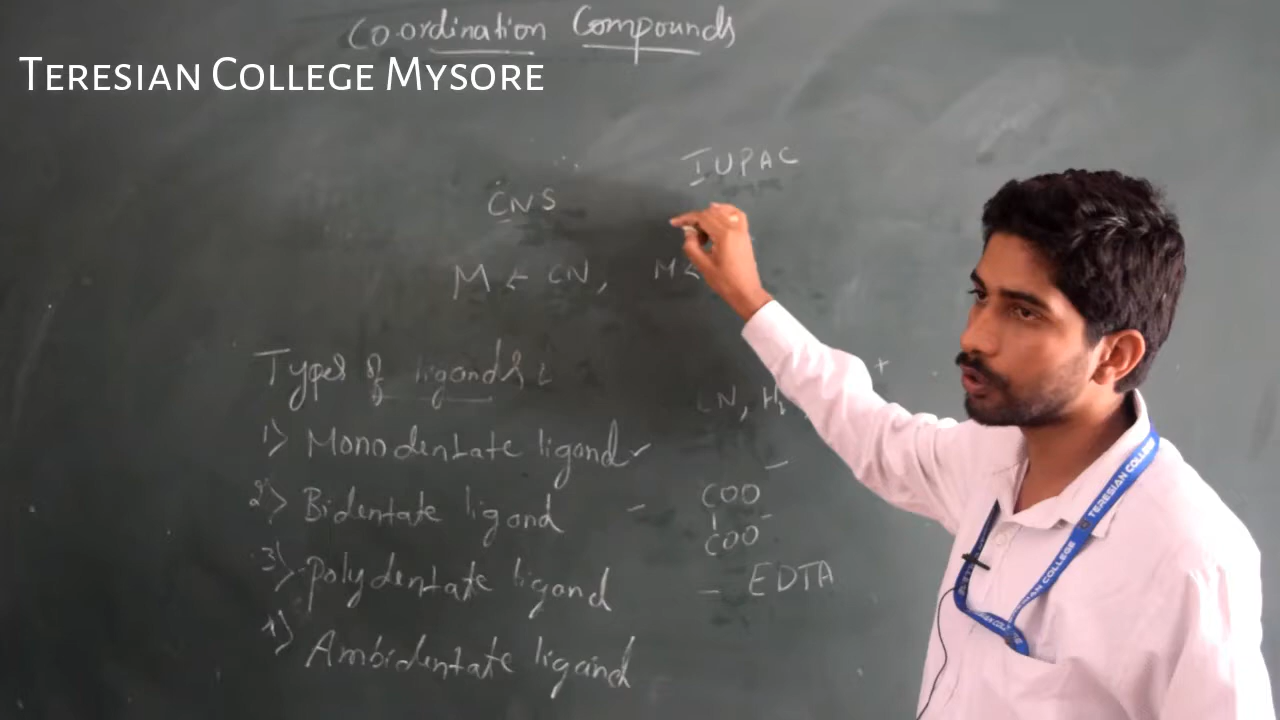 Co-ordination Compounds
TERESIAN COLLEGE MYSORE
IUPAC
CNS
M ← CN, M ←
Types of ligands :
CN,
1) Monodentate ligand ✓
2) Bidentate ligand - COO⁻
COO⁻
3) Polydentate ligand - EDTA
4) Ambidentate ligand
TERESIAN COLLEGE